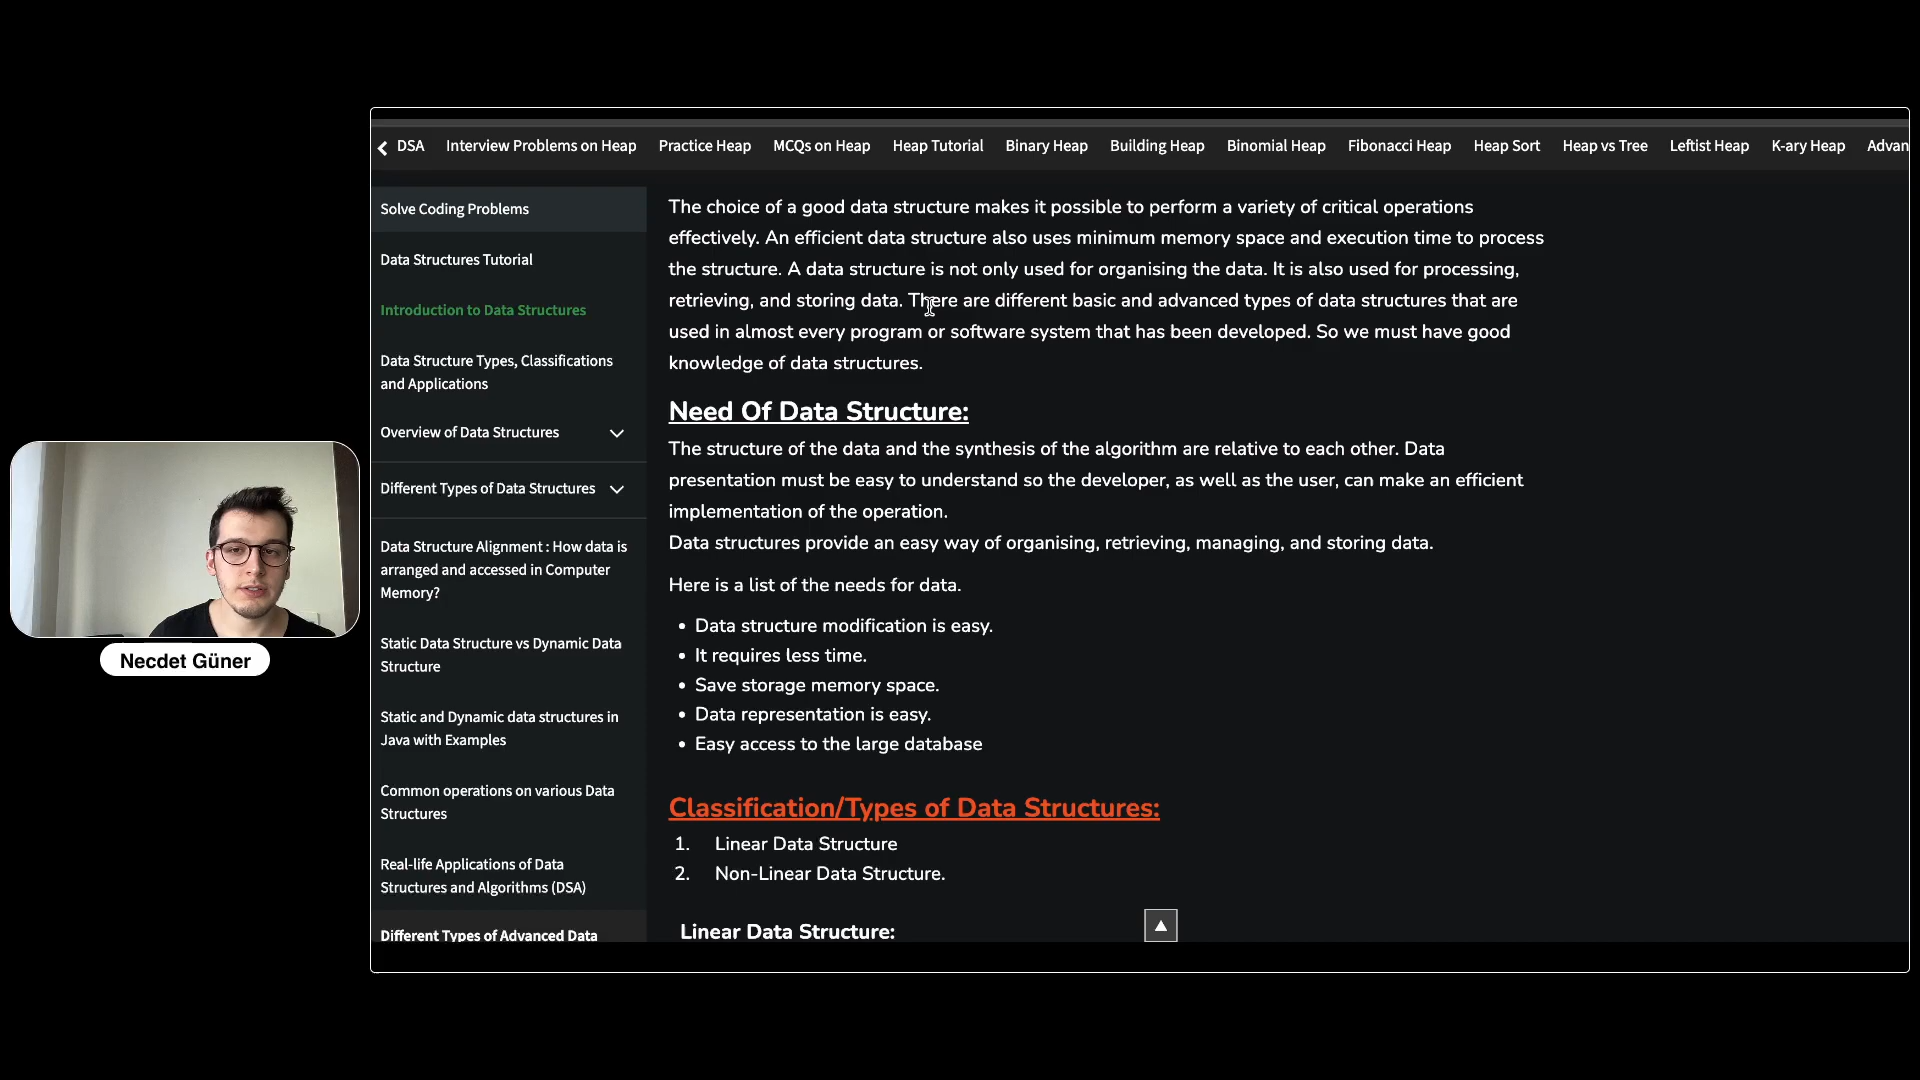 DSA Interview Problems on Heap Practice Heap MCQs on Heap Heap Tutorial Binary Heap Building Heap Binomial Heap Fibonacci Heap Heap Sort Heap vs Tree Leftist Heap K-ary Heap Advan
Solve Coding Problems
Data Structures Tutorial
Introduction to Data Structures
Data Structure Types, Classifications
and Applications
Overview of Data Structures
Different Types of Data Structures
Data Structure Alignment : How data is
arranged and accessed in Computer
Memory?
Static Data Structure vs Dynamic Data
Structure
Static and Dynamic data structures in
Java with Examples
Common operations on various Data
Structures
Real-life Applications of Data
Structures and Algorithms (DSA)
Different Types of Advanced Data
The choice of a good data structure makes it possible to perform a variety of critical operations
effectively. An efficient data structure also uses minimum memory space and execution time to process
the structure. A data structure is not only used for organising the data. It is also used for processing,
retrieving, and storing data. There are different basic and advanced types of data structures that are
used in almost every program or software system that has been developed. So we must have good
knowledge of data structures.
Need Of Data Structure:
The structure of the data and the synthesis of the algorithm are relative to each other. Data
presentation must be easy to understand so the developer, as well as the user, can make an efficient
implementation of the operation.
Data structures provide an easy way of organising, retrieving, managing, and storing data.
Here is a list of the needs for data.
• Data structure modification is easy.
• It requires less time.
• Save storage memory space.
• Data representation is easy.
• Easy access to the large database
Classification/Types of Data Structures:
1. Linear Data Structure
2. Non-Linear Data Structure.
Linear Data Structure:
Necdet Güner